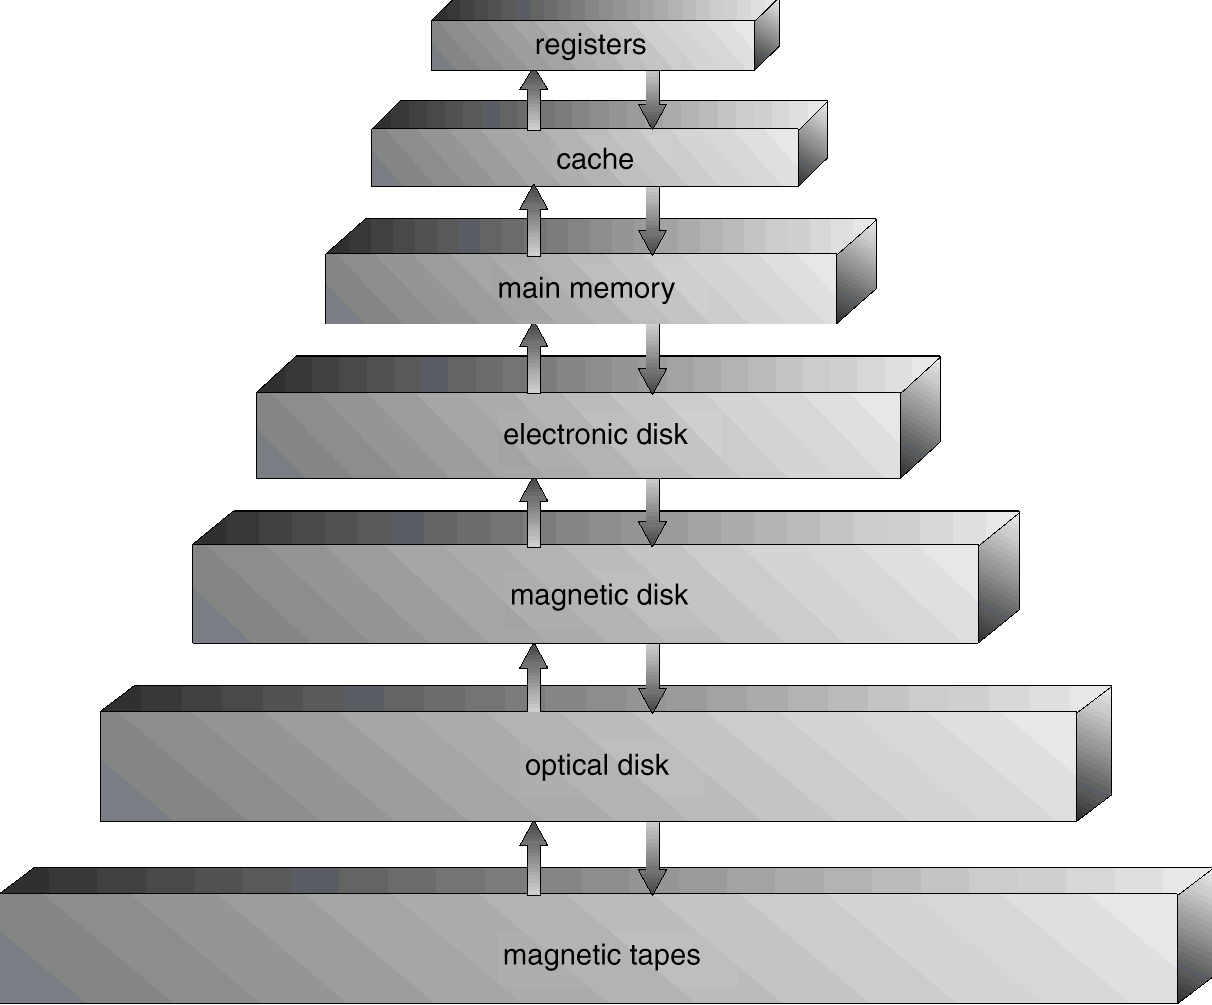 registers
cache
main memory
electronic disk
magnetic disk
optical disk
magnetic tapes